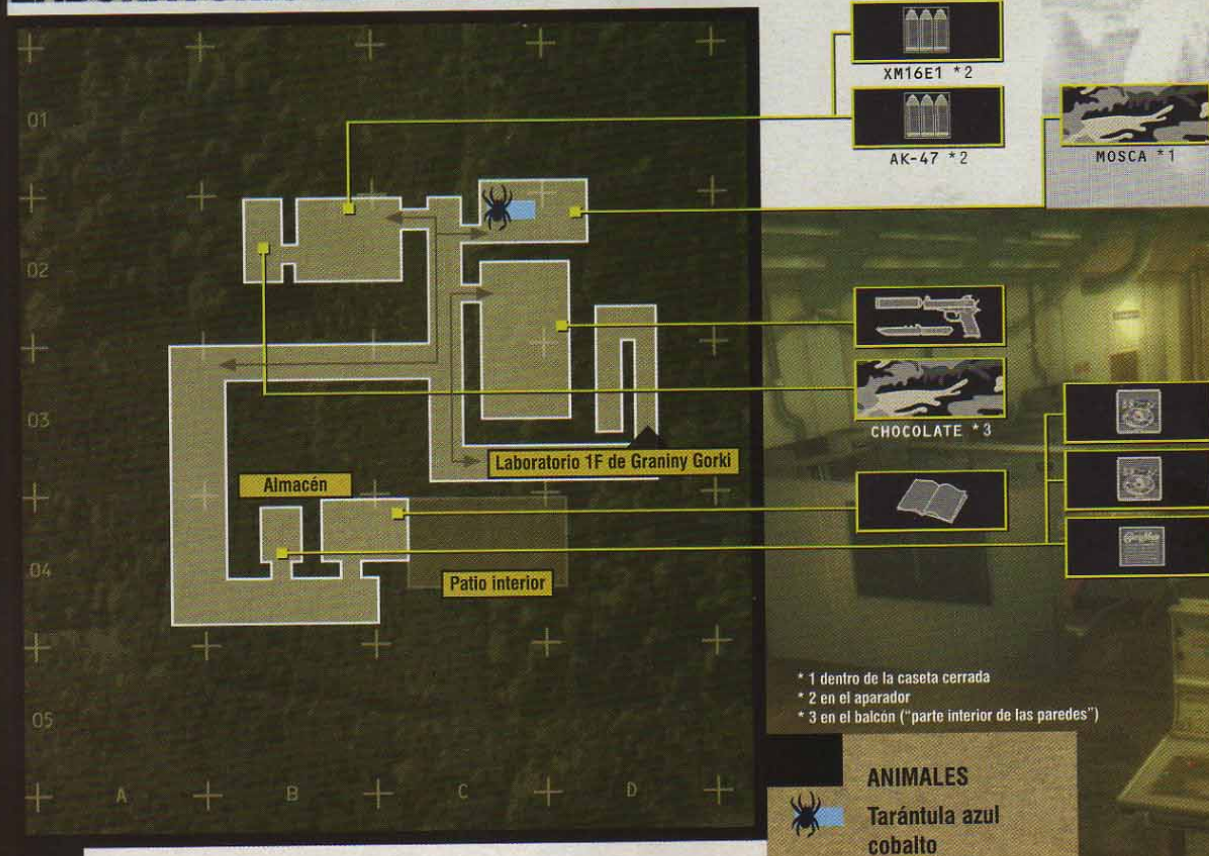 XM16E1 *2
AK-47 *2
MOSCA *1
01
02
03
04
05
CHOCOLATE *3
Laboratorio 1F de Graniny Gorki
Almacén
Patio interior
* 1 dentro de la caseta cerrada
* 2 en el aparador
* 3 en el balcón ("parte interior de las paredes")
A B C D
ANIMALES
Tarántula azul
cobalto